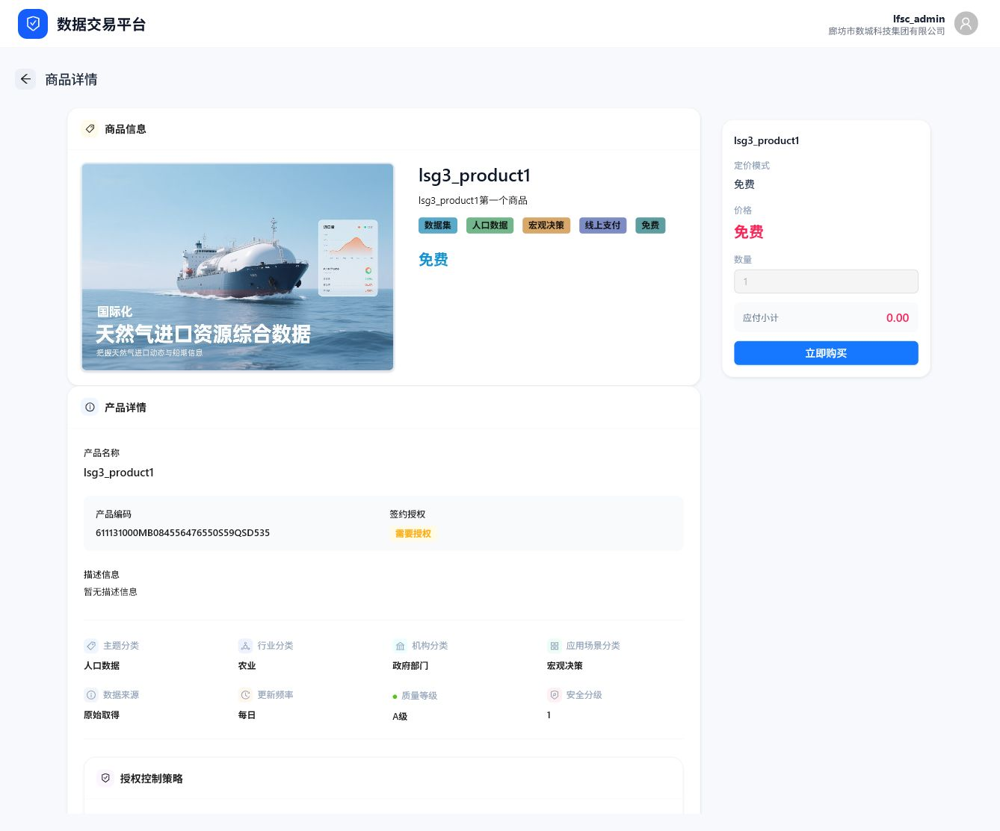 数据交易平台
lfsc_admin
廊坊市数城科技集团有限公司
商品详情
商品信息
进口量
国际化
天然气进口资源综合数据
把握天然气进口动态与船期信息
lsg3_product1
lsg3_product1第一个商品
数据集 人口数据 宏观决策 线上支付 免费
免费
lsg3_product1
定价模式
免费
价格
免费
数量
1
应付小计 0.00
立即购买
产品详情
产品名称
lsg3_product1
产品编码 签约授权
611131000MB084556476550S59QSD535 需要授权
描述信息
暂无描述信息
主题分类 行业分类 机构分类 应用场景分类
人口数据 农业 政府部门 宏观决策
数据来源 更新频率 质量等级 安全分级
原始取得 每日 A级 1
授权控制策略